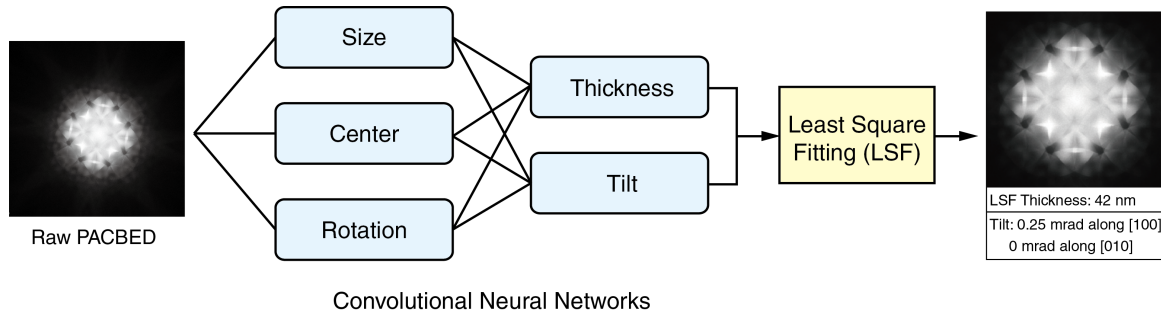 Raw PACBED
Size
Center
Rotation
Thickness
Tilt
Convolutional Neural Networks
Least Square
Fitting (LSF)
LSF Thickness: 42 nm
Tilt: 0.25 mrad along [100]
0 mrad along [010]